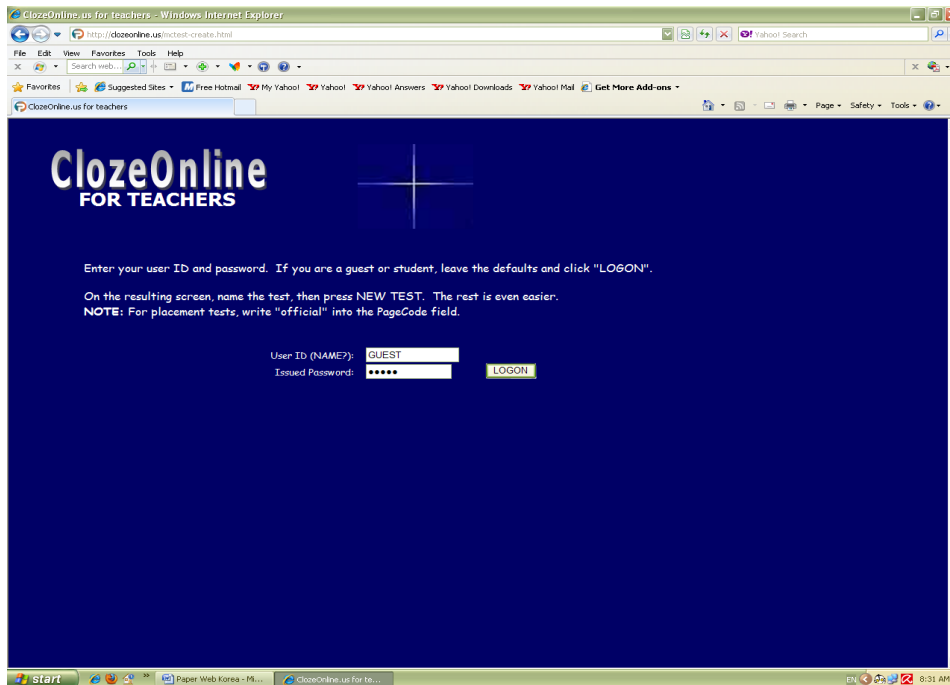 ClozeOnline.us for teachers - Windows Internet Explorer
http://clozeonline.us/mctest-create.html
Yahoo! Search
File Edit View Favorites Tools Help
Search web...
Favorites Suggested Sites Free Hotmail My Yahoo! Yahoo! Yahoo! Answers Yahoo! Downloads Yahoo! Mail Get More Add-ons
ClozeOnline.us for teachers
Page Safety Tools
ClozeOnline
FOR TEACHERS
Enter your user ID and password. If you are a guest or student, leave the defaults and click "LOGON".
On the resulting screen, name the test, then press NEW TEST. The rest is even easier.
NOTE: For placement tests, write "official" into the PageCode field.
User ID (NAME?): GUEST
Issued Password: ••••• LOGON
start Paper Web Korea - Mi... ClozeOnline.us for te... EN 8:31 AM